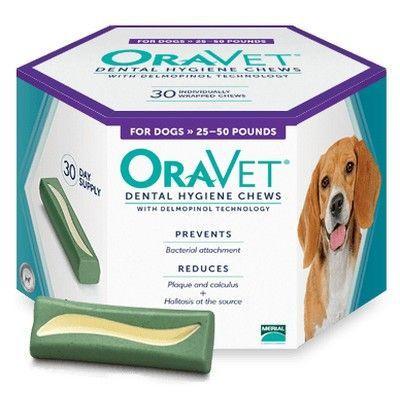 ORAVET®
DENTAL HYGIENE CHEWS
WITH DELMOPINOL TECHNOLOGY
30 INDIVIDUALLY
WRAPPED CHEWS
FOR DOGS » 25–50 POUNDS
FOR DOGS » 25–50 POUNDS
ORAVET®
DENTAL HYGIENE CHEWS
WITH DELMOPINOL TECHNOLOGY
30 DAY
SUPPLY
PREVENTS
Bacterial attachment
REDUCES
Plaque and calculus
+
Halitosis at the source
MERIAL